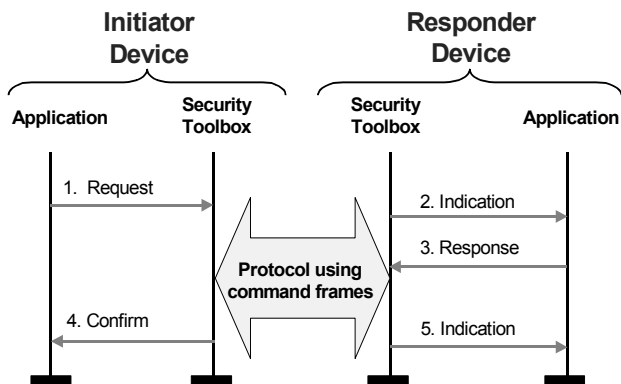 Initiator
Device
Responder
Device
Application
Security
Toolbox
Security
Toolbox
Application
1. Request
2. Indication
3. Response
Protocol using
command frames
4. Confirm
5. Indication